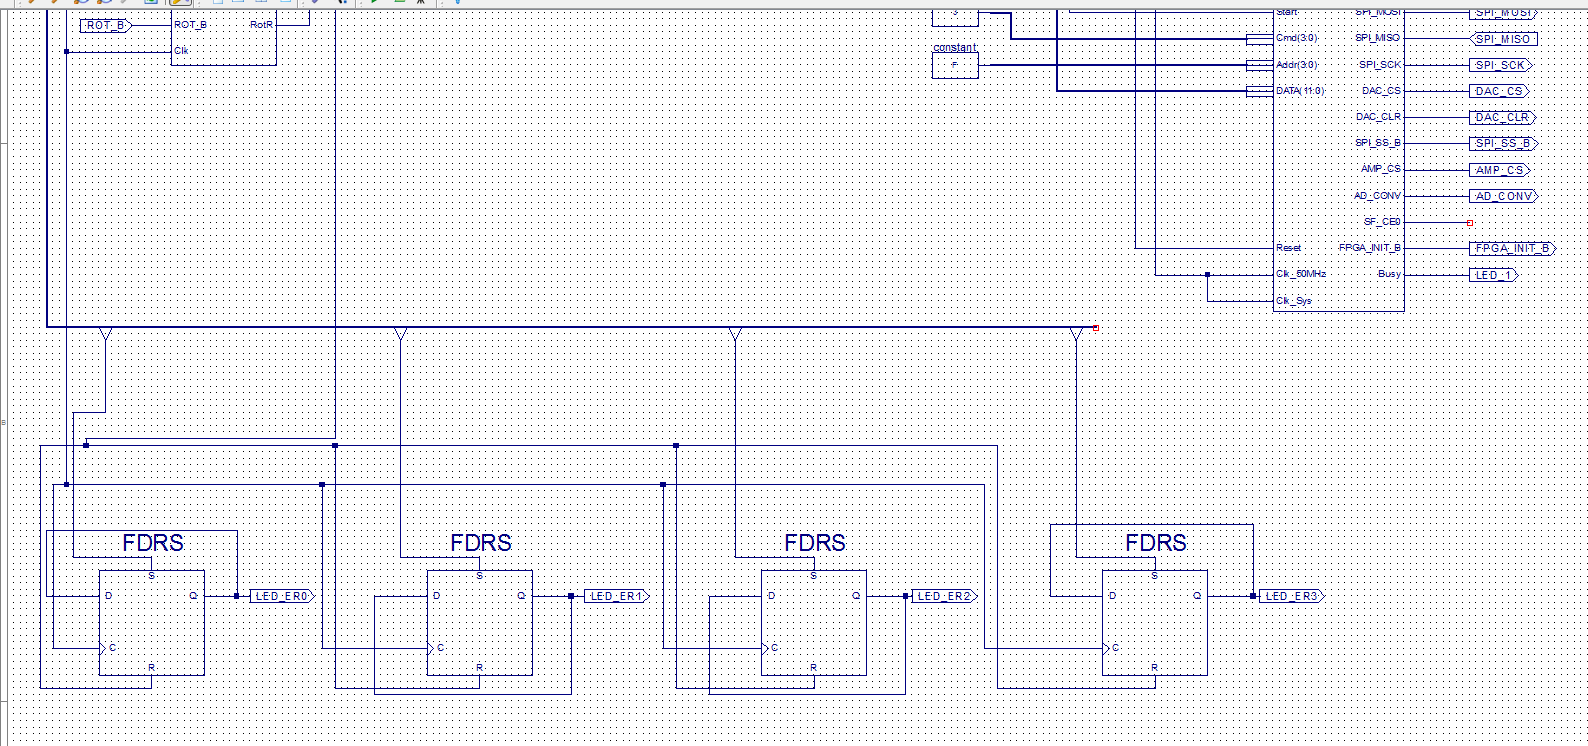 ROT_B
ROT_B
RotR
Clk
constant
F
Start
Cmd(3:0)
Addr(3:0)
DATA(11:0)
Reset
Clk_50MHz
Clk_Sys
SPI_MOSI
SPI_MISO
SPI_SCK
DAC_CS
DAC_CLR
SPI_SS_B
AMP_CS
AD_CONV
SF_CE0
FPGA_INIT_B
Busy
SPI_MOSI
SPI_MISO
SPI_SCK
DAC_CS
DAC_CLR
SPI_SS_B
AMP_CS
AD_CONV
FPGA_INIT_B
LED_1
FDRS
S
D
Q
C
R
LED_ER0
FDRS
S
D
Q
C
R
LED_ER1
FDRS
S
D
Q
C
R
LED_ER2
FDRS
S
D
Q
C
R
LED_ER3